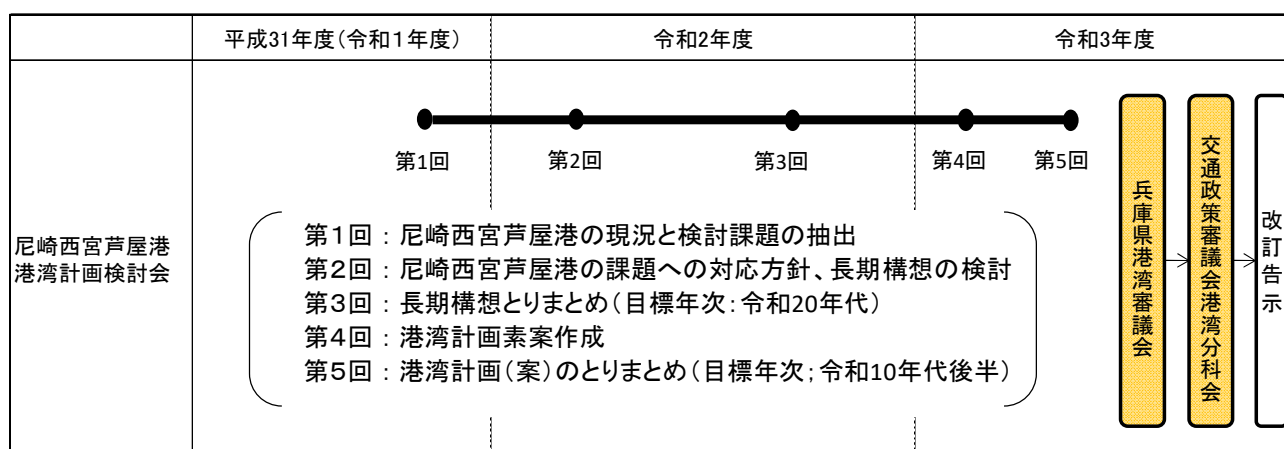 平成31年度(令和1年度)
令和2年度
令和3年度
尼崎西宮芦屋港
港湾計画検討会
第1回
第2回
第3回
第4回
第5回
第1回：尼崎西宮芦屋港の現況と検討課題の抽出
第2回：尼崎西宮芦屋港の課題への対応方針、長期構想の検討
第3回：長期構想とりまとめ(目標年次：令和20年代)
第4回：港湾計画素案作成
第5回：港湾計画(案)のとりまとめ(目標年次；令和10年代後半)
兵庫県港湾審議会
交通政策審議会港湾分科会
改訂告示